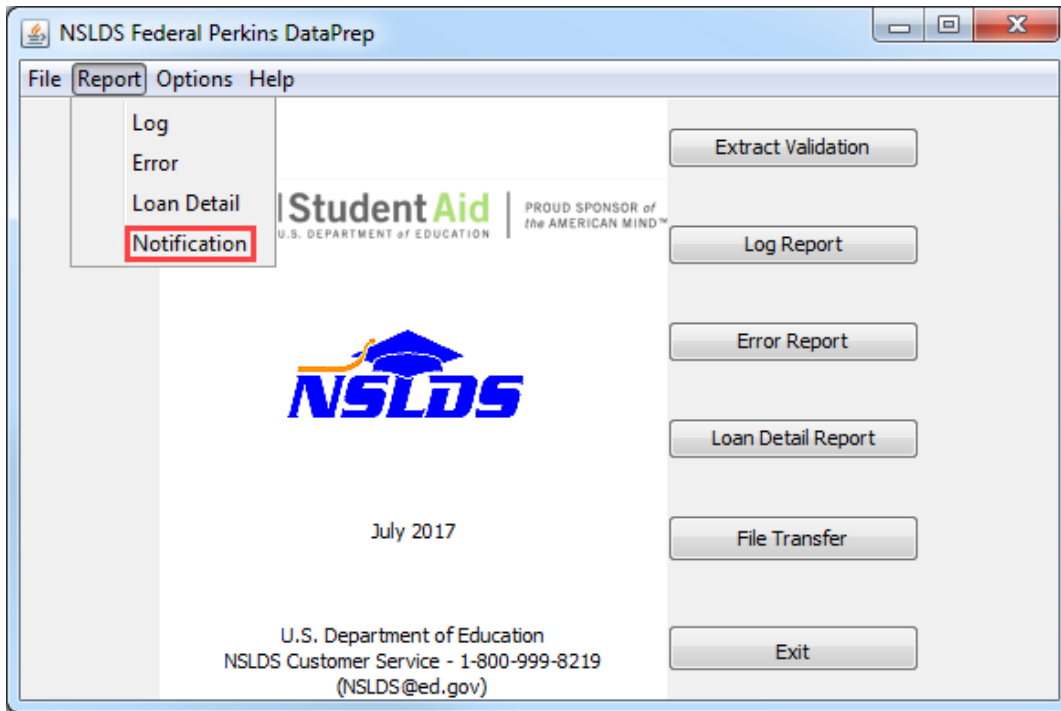 NSLDS Federal Perkins DataPrep
File Report Options Help
Log
Error
Loan Detail
Notification
StudentAid
U.S. DEPARTMENT of EDUCATION
PROUD SPONSOR of
the AMERICAN MIND™
Extract Validation
Log Report
Error Report
Loan Detail Report
File Transfer
Exit
NSLDS
July 2017
U.S. Department of Education
NSLDS Customer Service - 1-800-999-8219
(NSLDS@ed.gov)